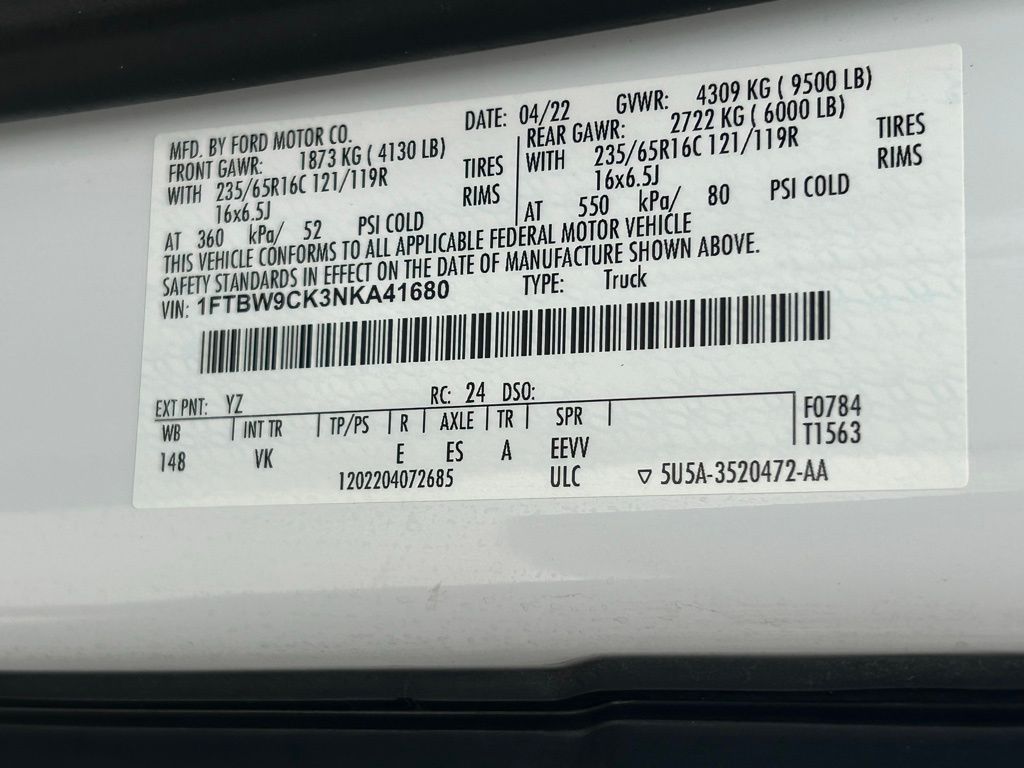 MFD. BY FORD MOTOR CO. DATE: 04/22 GVWR: 4309 KG ( 9500 LB)
FRONT GAWR: 1873 KG ( 4130 LB) REAR GAWR: 2722 KG ( 6000 LB)
WITH 235/65R16C 121/119R TIRES WITH 235/65R16C 121/119R TIRES
16x6.5J RIMS 16x6.5J RIMS
AT 360 kPa/ 52 PSI COLD AT 550 kPa/ 80 PSI COLD
THIS VEHICLE CONFORMS TO ALL APPLICABLE FEDERAL MOTOR VEHICLE
SAFETY STANDARDS IN EFFECT ON THE DATE OF MANUFACTURE SHOWN ABOVE.
VIN: 1FTBW9CK3NKA41680 TYPE: Truck
EXT PNT: YZ RC: 24 DSO:
WB INT TR TP/PS R AXLE TR SPR F0784
148 VK E ES A EEVV T1563
1202204072685 ULC ▽ 5U5A-3520472-AA